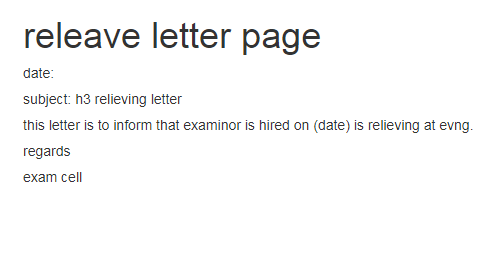 releave letter page
date:
subject: h3 relieving letter
this letter is to inform that examinor is hired on (date) is relieving at evng.
regards
exam cell